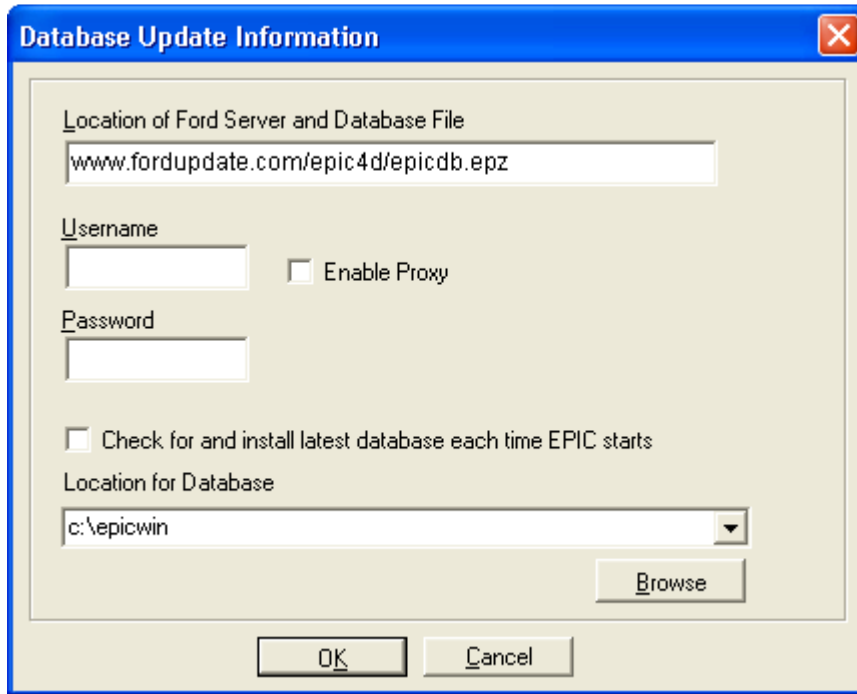 Database Update Information
Location of Ford Server and Database File
www.fordupdate.com/epic4d/epicdb.epz
Username
Enable Proxy
Password
Check for and install latest database each time EPIC starts
Location for Database
c:\epicwin
Browse
OK
Cancel